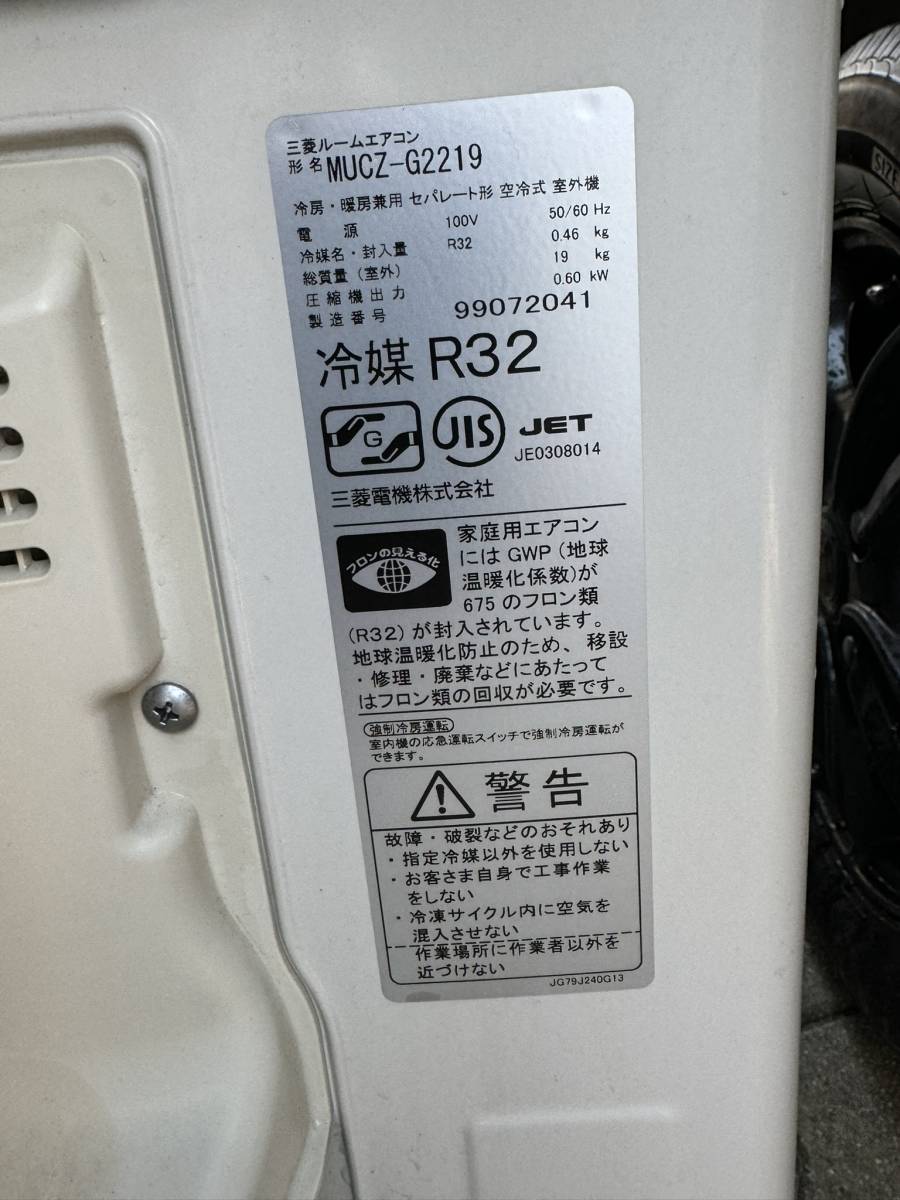 三菱ルームエアコン
形名 MUCZ-G2219
冷房・暖房兼用 セパレート形 空冷式 室外機
電源 100V 50/60 Hz
冷媒名・封入量 R32 0.46 kg
総質量(室外) 19 kg
圧縮機出力 0.60 kW
製造番号 99072041
冷媒 R32
G
JIS JET
JE0308014
三菱電機株式会社
フロンの見える化
家庭用エアコン
にはGWP(地球
温暖化係数)が
675のフロン類
(R32)が封入されています。
地球温暖化防止のため、移設
・修理・廃棄などにあたって
はフロン類の回収が必要です。
強制冷房運転
室内機の応急運転スイッチで強制冷房運転が
できます。
警告
故障・破裂などのおそれあり
・指定冷媒以外を使用しない
・お客さま自身で工事作業
をしない
・冷凍サイクル内に空気を
混入させない
作業場所に作業者以外を
近づけない
JG79J240G13
SIZE